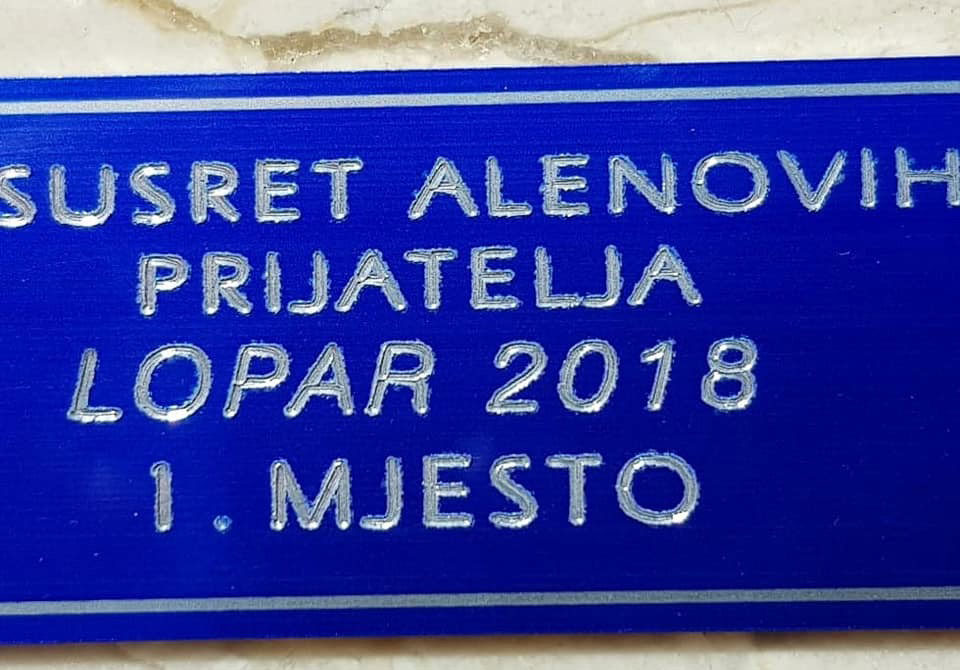 SUSRET ALENOVIH
PRIJATELJA
LOPAR 2018
1. MJESTO